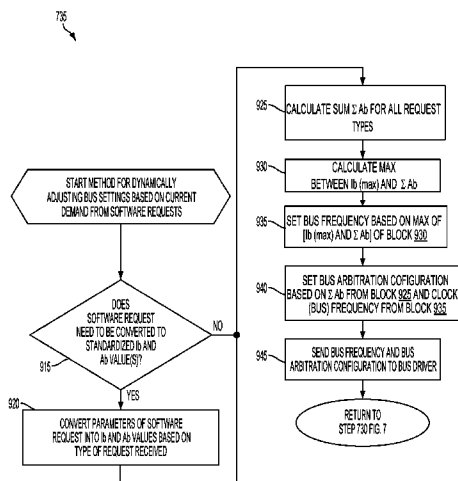 735
START METHOD FOR DYNAMICALLY
ADJUSTING BUS SETTINGS BASED ON CURRENT
DEMAND FROM SOFTWARE REQUESTS
DOES
SOFTWARE REQUEST
NEED TO BE CONVERTED TO
STANDARDIZED Ib AND
Ab VALUE(S)?
915
NO
YES
920
CONVERT PARAMETERS OF SOFTWARE
REQUEST INTO Ib AND Ab VALUES BASED ON
TYPE OF REQUEST RECEIVED
925
CALCULATE SUM Σ Ab FOR ALL REQUEST
TYPES
930
CALCULATE MAX
BETWEEN Ib (max) AND Σ Ab
935
SET BUS FREQUENCY BASED ON MAX OF
[Ib (max) AND Σ Ab] OF BLOCK 930
940
SET BUS ARBITRATION COFIGURATION
BASED ON Σ Ab FROM BLOCK 925 AND CLOCK
(BUS) FREQUENCY FROM BLOCK 935
945
SEND BUS FREQUENCY AND BUS
ARBITRATION CONFIGURATION TO BUS DRIVER
RETURN TO
STEP 730 FIG. 7